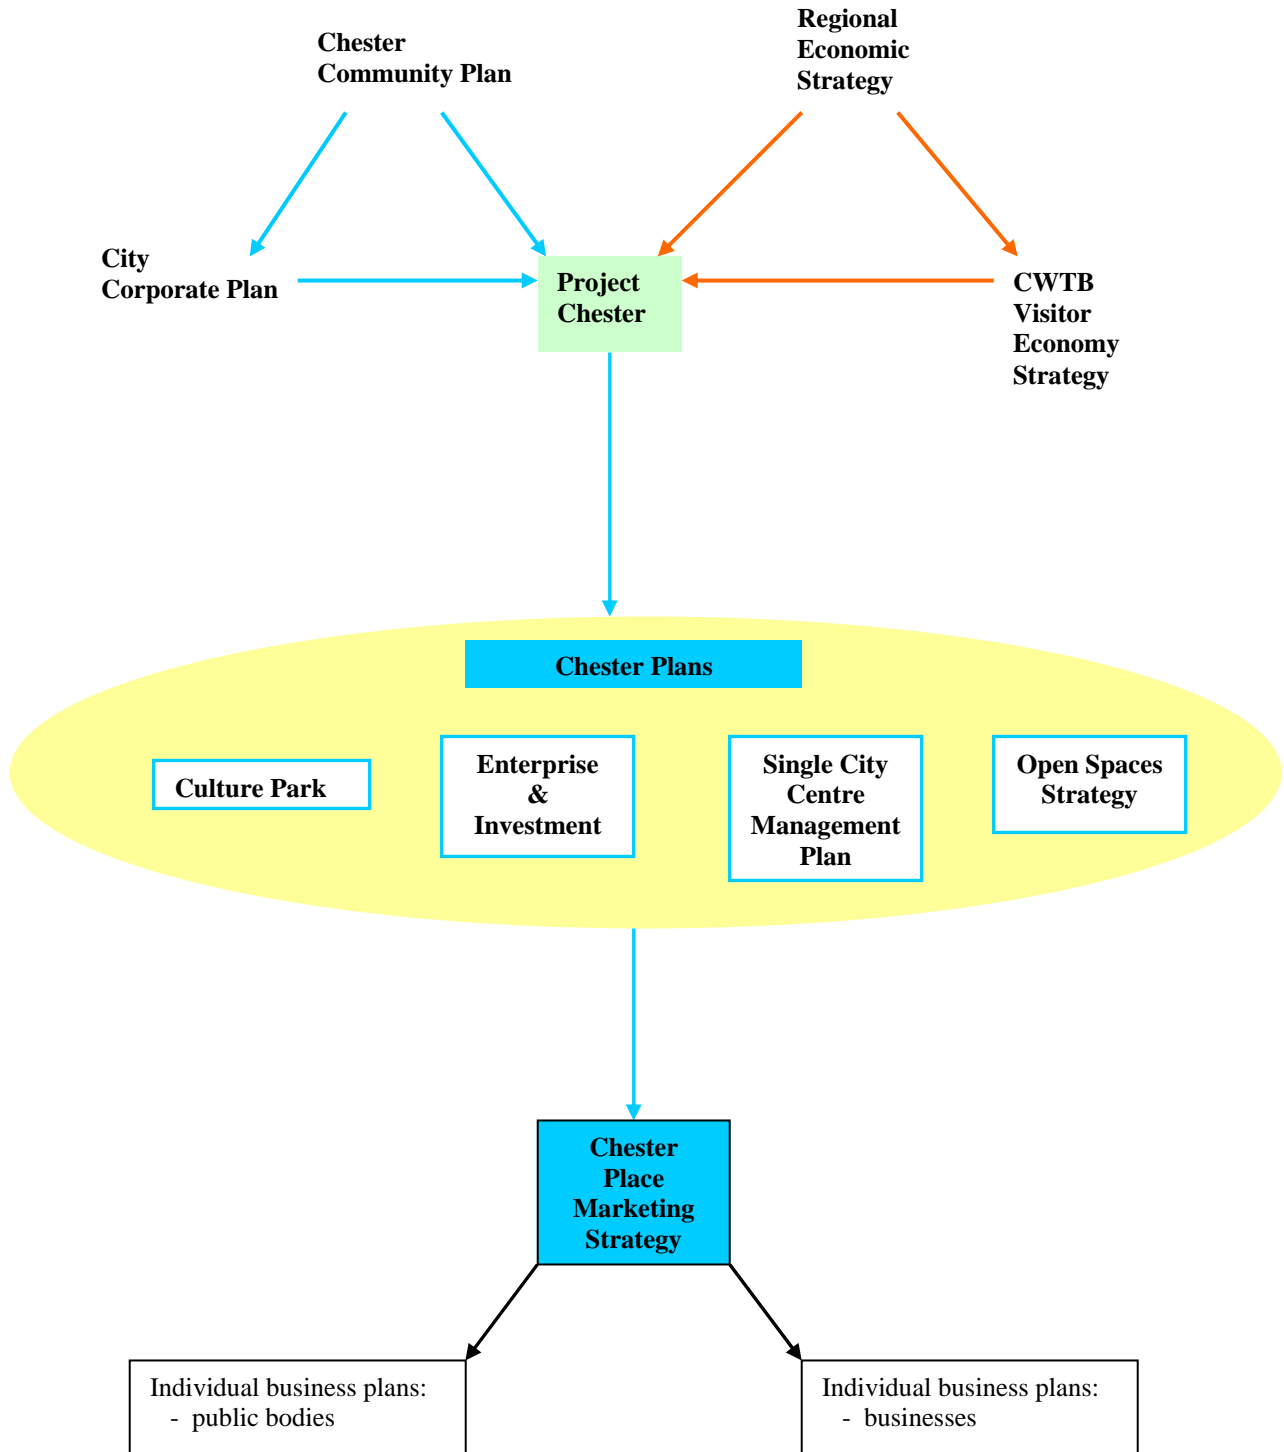 Chester
Community Plan
Regional
Economic
Strategy
City
Corporate Plan
Project
Chester
CWTB
Visitor
Economy
Strategy
Chester Plans
Culture Park
Enterprise
&
Investment
Single City
Centre
Management
Plan
Open Spaces
Strategy
Chester
Place
Marketing
Strategy
Individual business plans:
- public bodies
Individual business plans:
- businesses